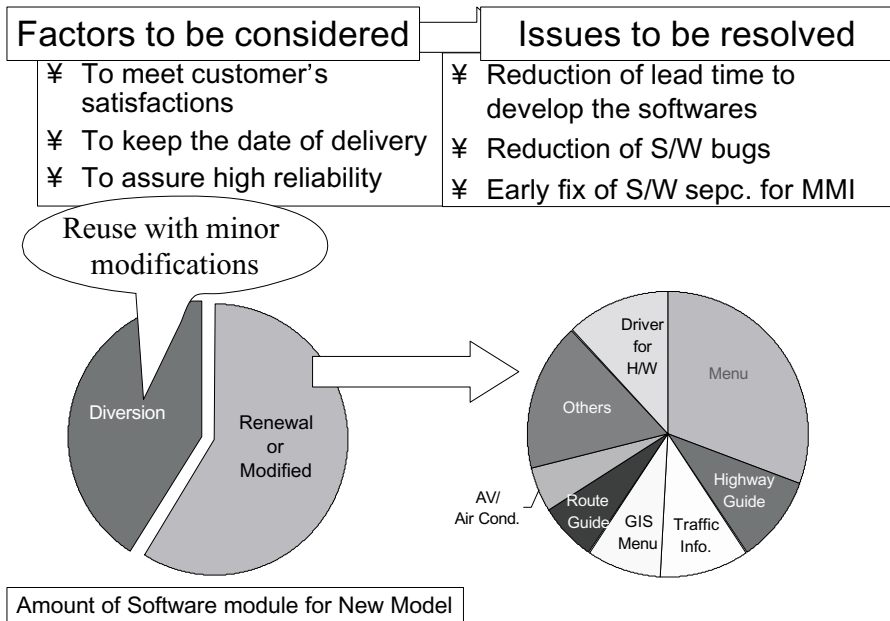 Factors to be considered
Issues to be resolved
¥ To meet customer's
satisfactions
¥ To keep the date of delivery
¥ To assure high reliability
¥ Reduction of lead time to
develop the softwares
¥ Reduction of S/W bugs
¥ Early fix of S/W sepc. for MMI
Reuse with minor
modifications
Diversion
Renewal
or
Modified
Driver
for
H/W
Menu
Others
Highway
Guide
AV/
Air Cond.
Route
Guide
GIS
Menu
Traffic
Info.
Amount of Software module for New Model